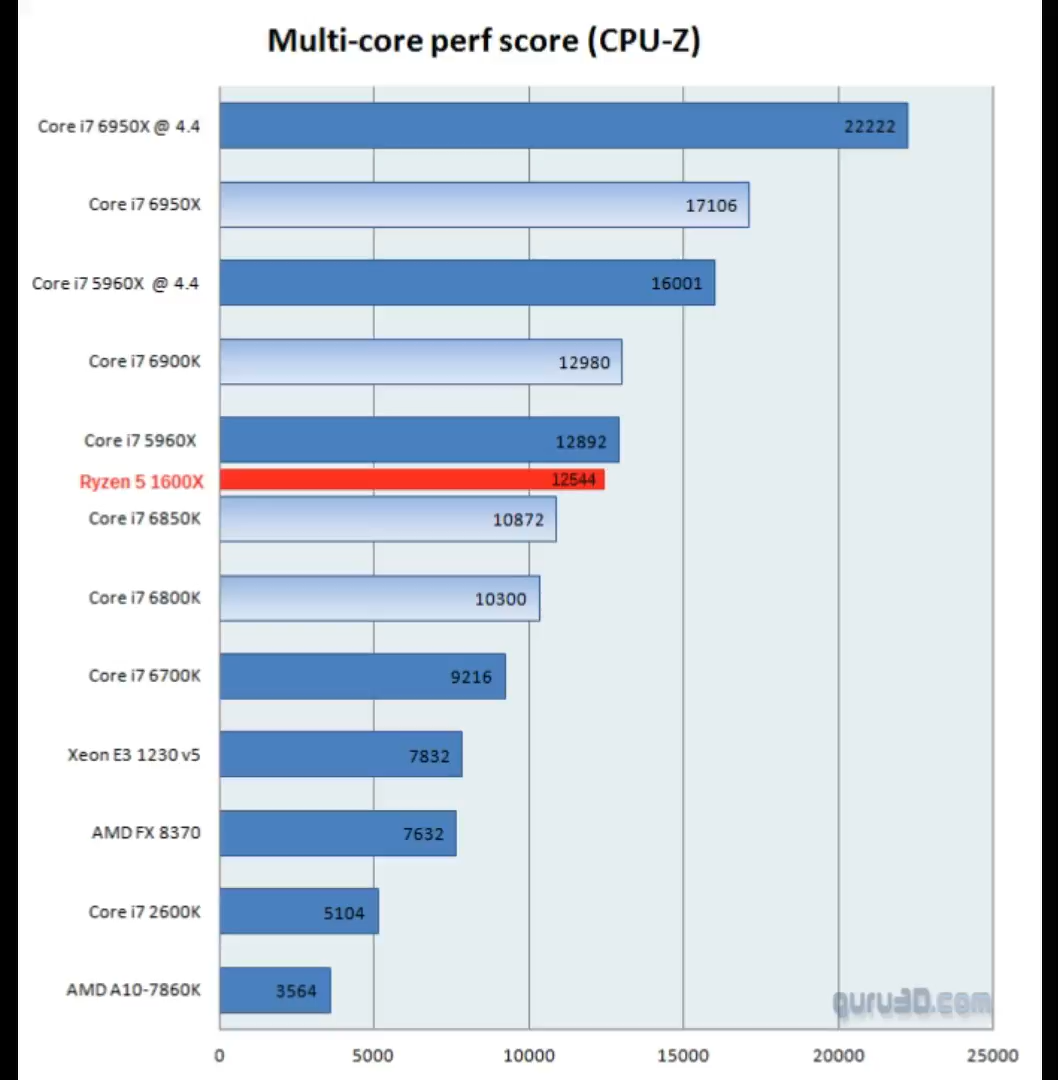 Multi-core perf score (CPU-Z)
Core i7 6950X @ 4.4 22222
Core i7 6950X 17106
Core i7 5960X @ 4.4 16001
Core i7 6900K 12980
Core i7 5960X 12892
Ryzen 5 1600X 12544
Core i7 6850K 10872
Core i7 6800K 10300
Core i7 6700K 9216
Xeon E3 1230 v5 7832
AMD FX 8370 7632
Core i7 2600K 5104
AMD A10-7860K 3564
guru3D.com
0 5000 10000 15000 20000 25000